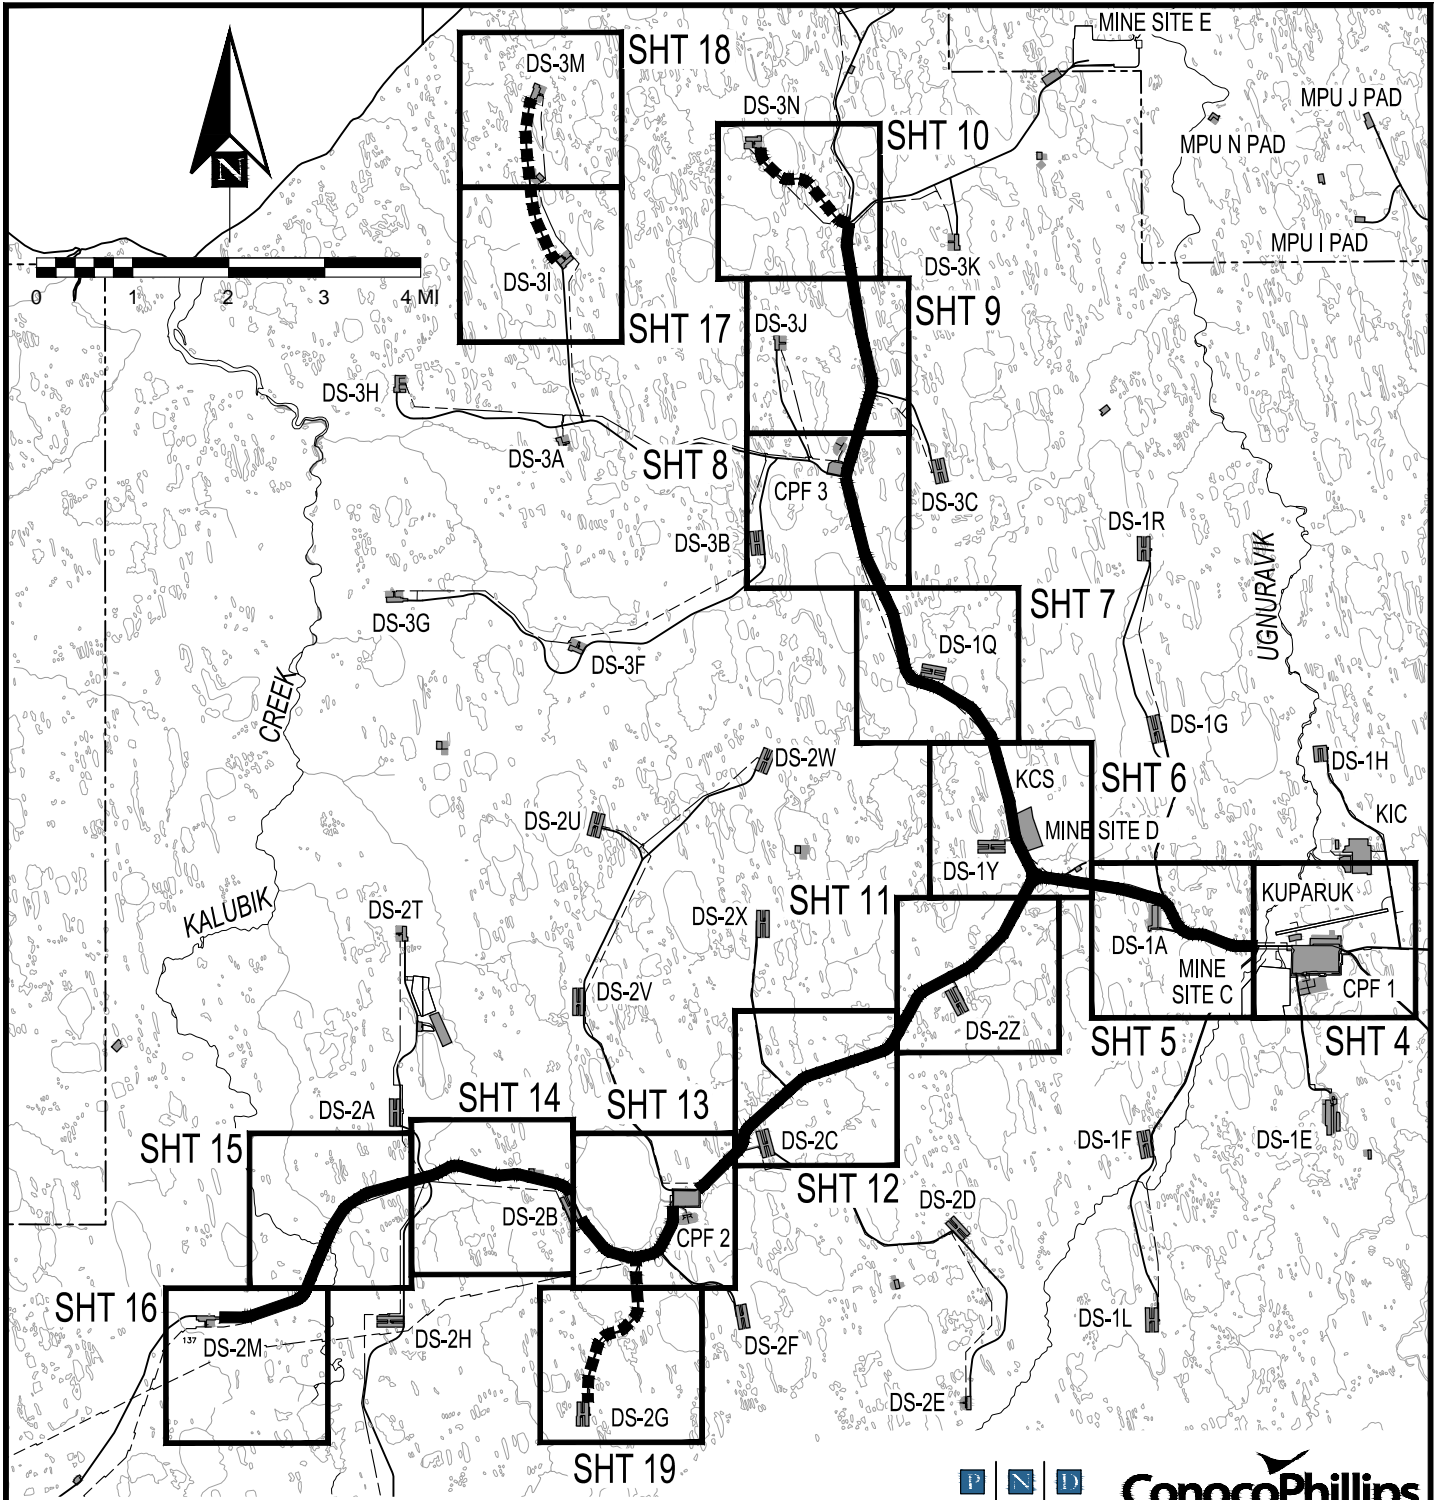 MINE SITE E
SHT 18
DS-3M
MPU J PAD
DS-3N
SHT 10
MPU N PAD
N
MPU I PAD
DS-3K
DS-3I
0 1 2 3 4 MI
SHT 9
DS-3J
SHT 17
DS-3H
DS-3A
SHT 8
CPF 3
DS-3C
DS-1R
DS-3B
UGNURAVIK
SHT 7
DS-3G
DS-1Q
DS-3F
CREEK
DS-1G
DS-2W
DS-1H
KCS
SHT 6
DS-2U
MINE SITE D
KIC
DS-1Y
SHT 11
KUPARUK
KALUBIK
DS-2T
DS-2X
DS-1A
MINE
SITE C
CPF 1
DS-2V
DS-2Z
SHT 5
SHT 4
SHT 14
SHT 13
DS-2A
SHT 15
DS-2C
DS-1F
DS-1E
SHT 12
DS-2D
DS-2B
CPF 2
SHT 16
137
DS-2M
DS-2H
DS-2F
DS-1L
DS-2E
DS-2G
SHT 19
P N D
ConocoPhillips